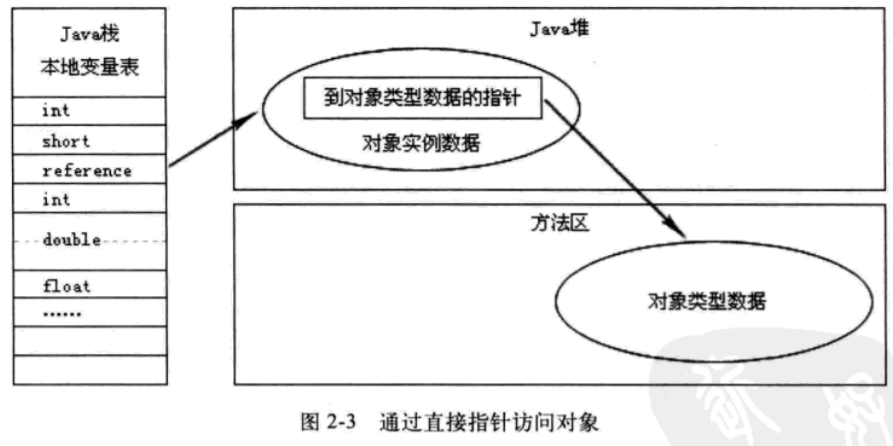 Java栈
本地变量表
int
short
reference
int
double
float
……
Java堆
到对象类型数据的指针
对象实例数据
方法区
对象类型数据
图 2-3 通过直接指针访问对象